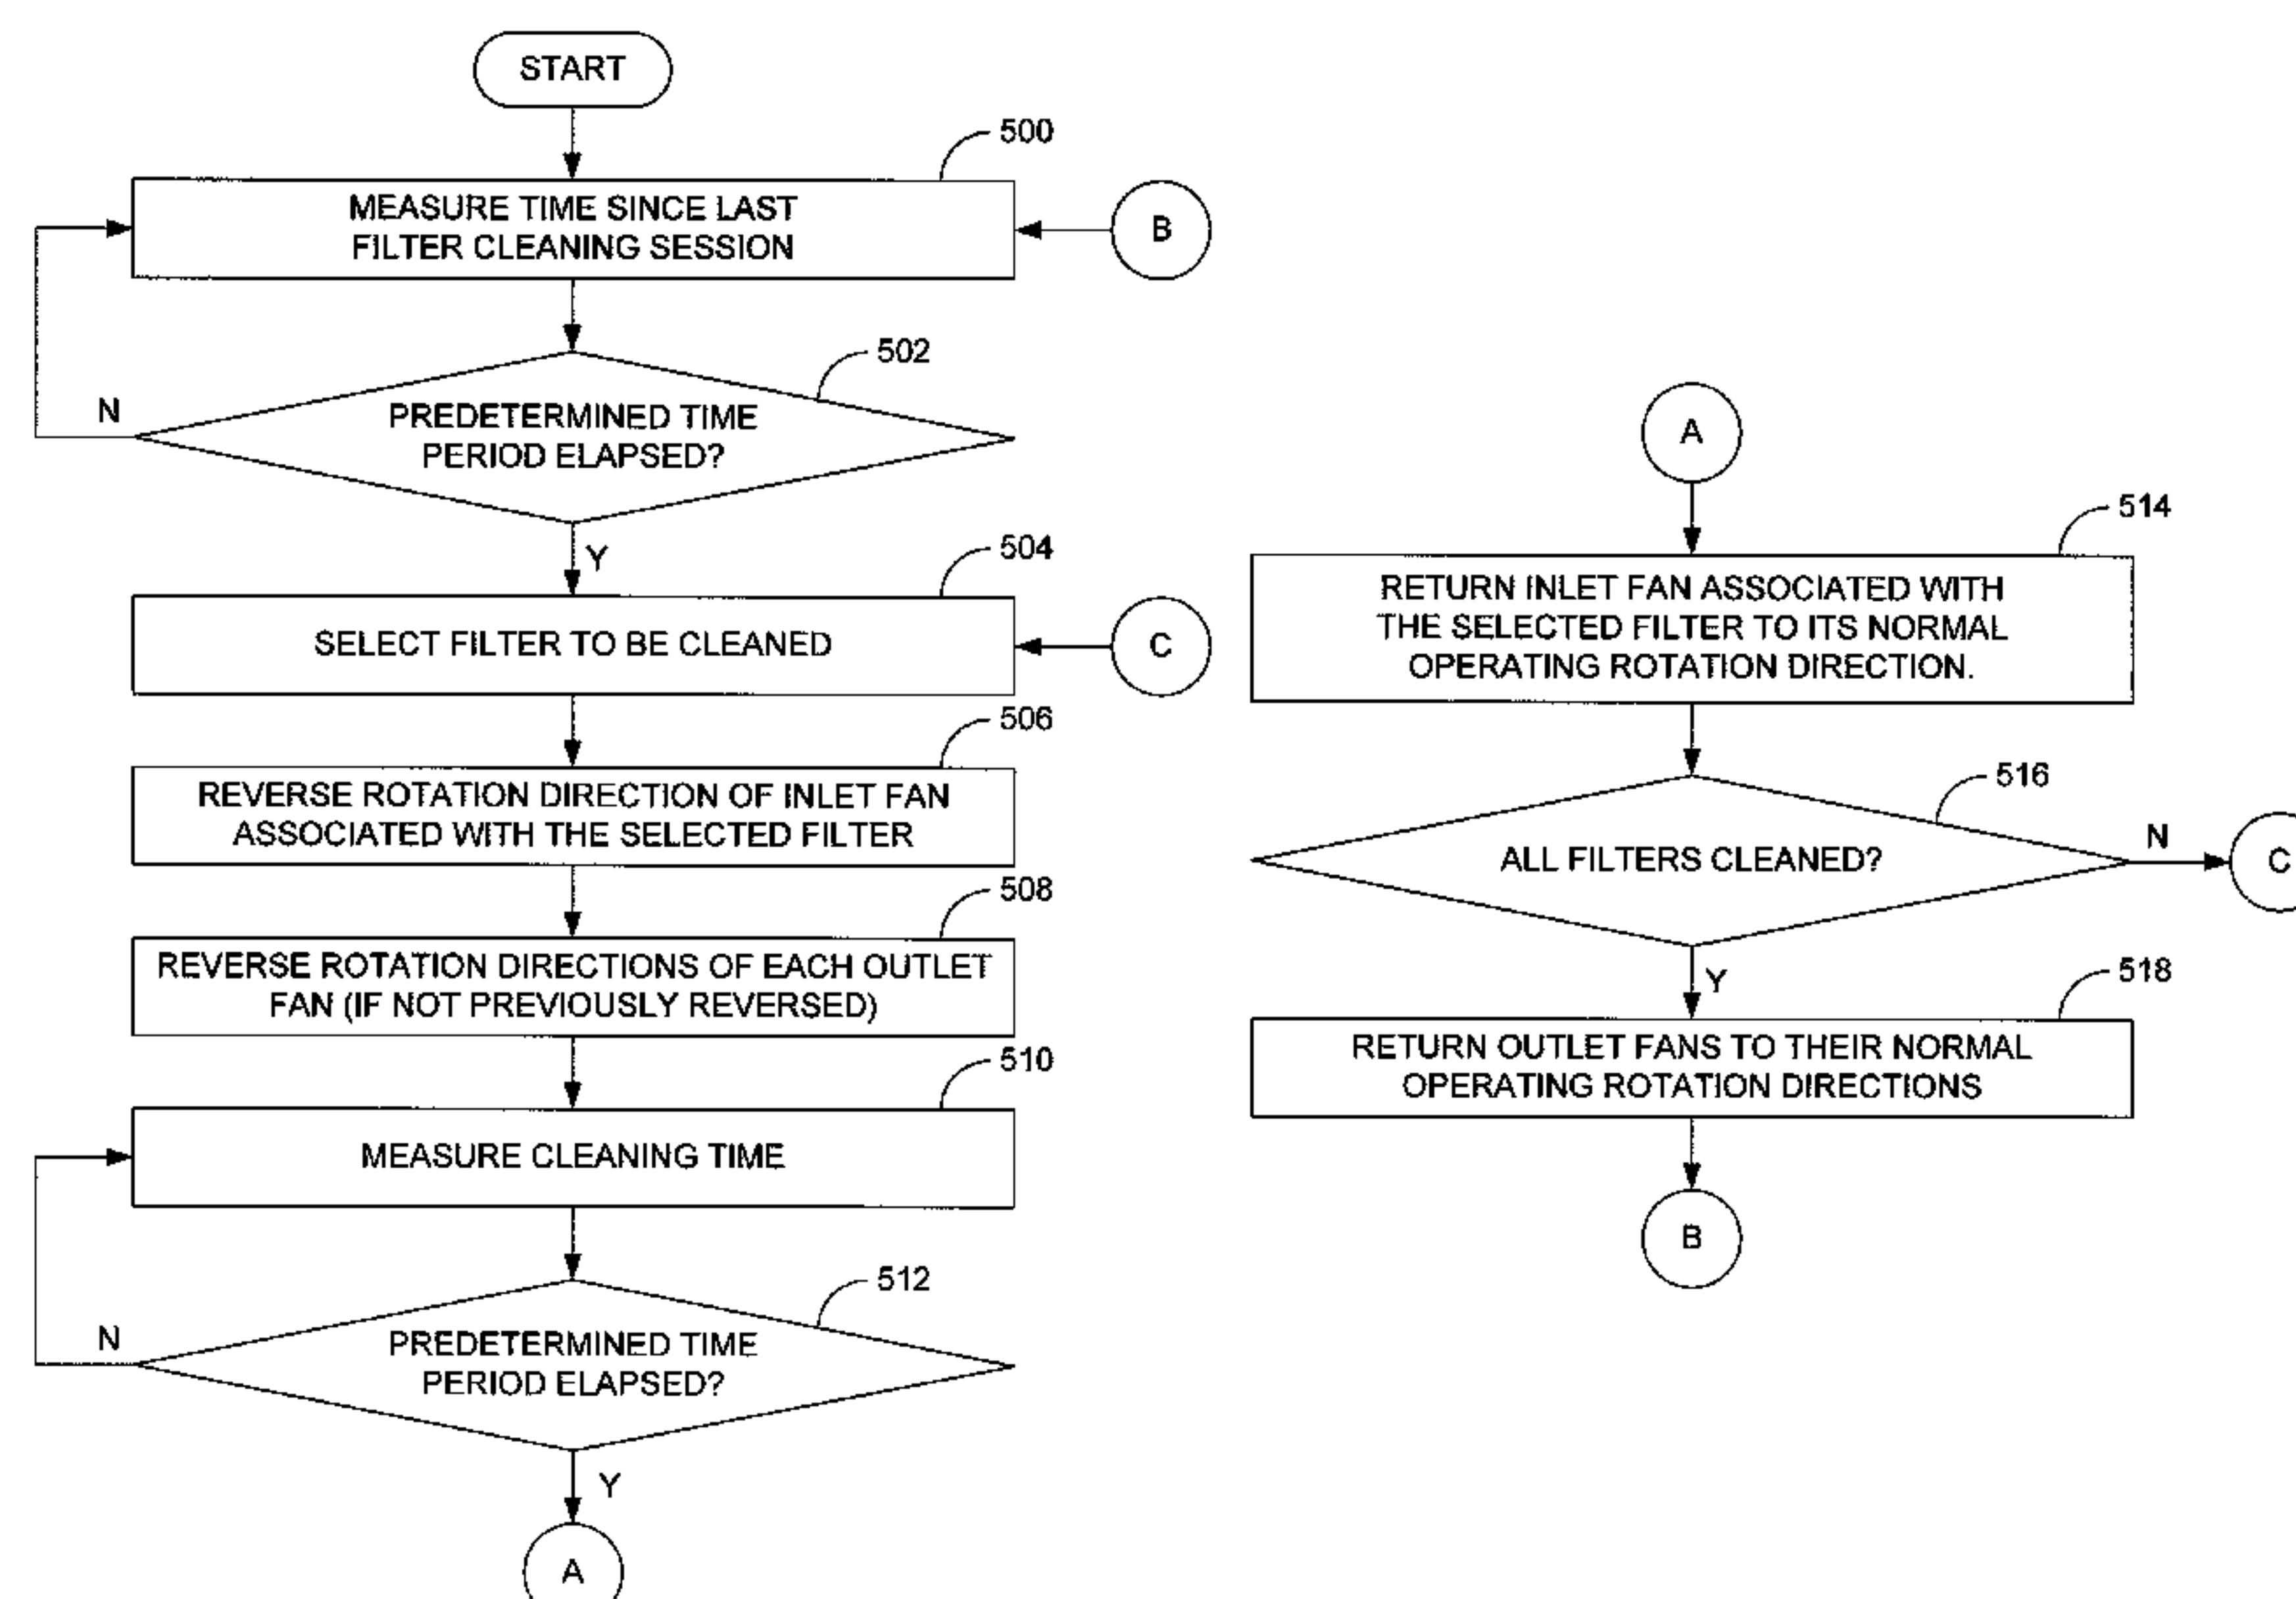 START
500
MEASURE TIME SINCE LAST
FILTER CLEANING SESSION
B
502
PREDETERMINED TIME
PERIOD ELAPSED?
N
Y
504
SELECT FILTER TO BE CLEANED
C
506
REVERSE ROTATION DIRECTION OF INLET FAN
ASSOCIATED WITH THE SELECTED FILTER
508
REVERSE ROTATION DIRECTIONS OF EACH OUTLET
FAN (IF NOT PREVIOUSLY REVERSED)
510
MEASURE CLEANING TIME
512
PREDETERMINED TIME
PERIOD ELAPSED?
N
Y
A
A
514
RETURN INLET FAN ASSOCIATED WITH
THE SELECTED FILTER TO ITS NORMAL
OPERATING ROTATION DIRECTION.
516
ALL FILTERS CLEANED?
N
C
Y
518
RETURN OUTLET FANS TO THEIR NORMAL
OPERATING ROTATION DIRECTIONS
B